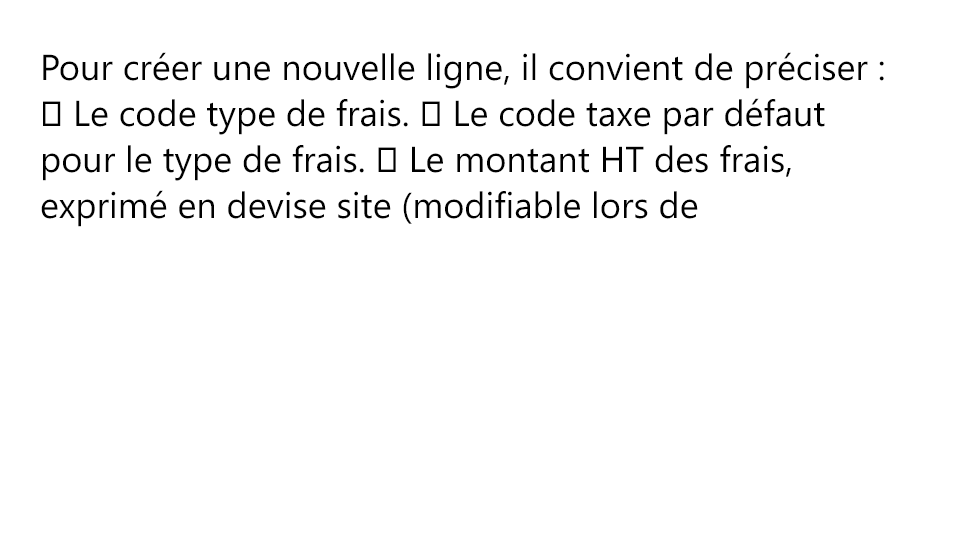 Pour créer une nouvelle ligne, il convient de préciser :
 Le code type de frais.  Le code taxe par défaut
pour le type de frais.  Le montant HT des frais,
exprimé en devise site (modifiable lors de